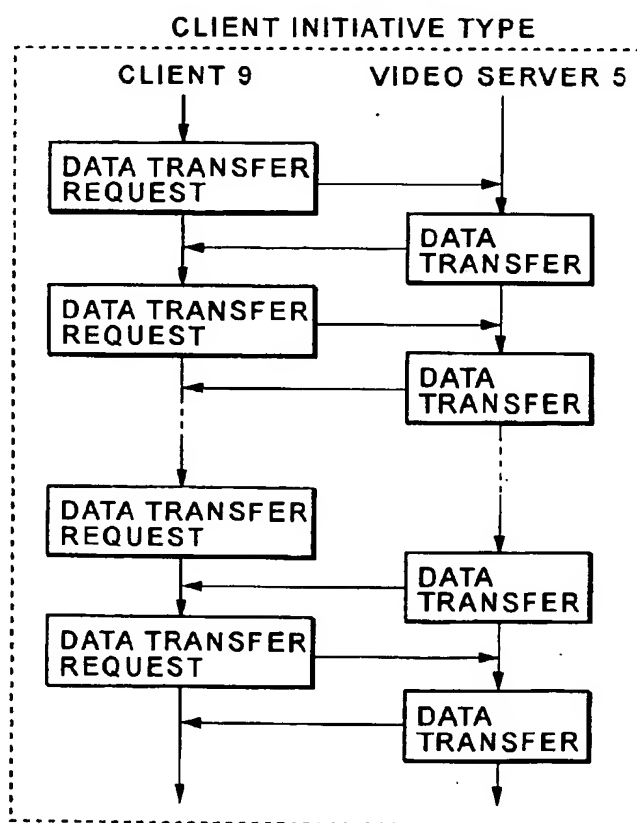 CLIENT INITIATIVE TYPE
CLIENT 9
VIDEO SERVER 5
DATA TRANSFER
REQUEST
DATA
TRANSFER
DATA TRANSFER
REQUEST
DATA
TRANSFER
DATA TRANSFER
REQUEST
DATA
TRANSFER
DATA TRANSFER
REQUEST
DATA
TRANSFER